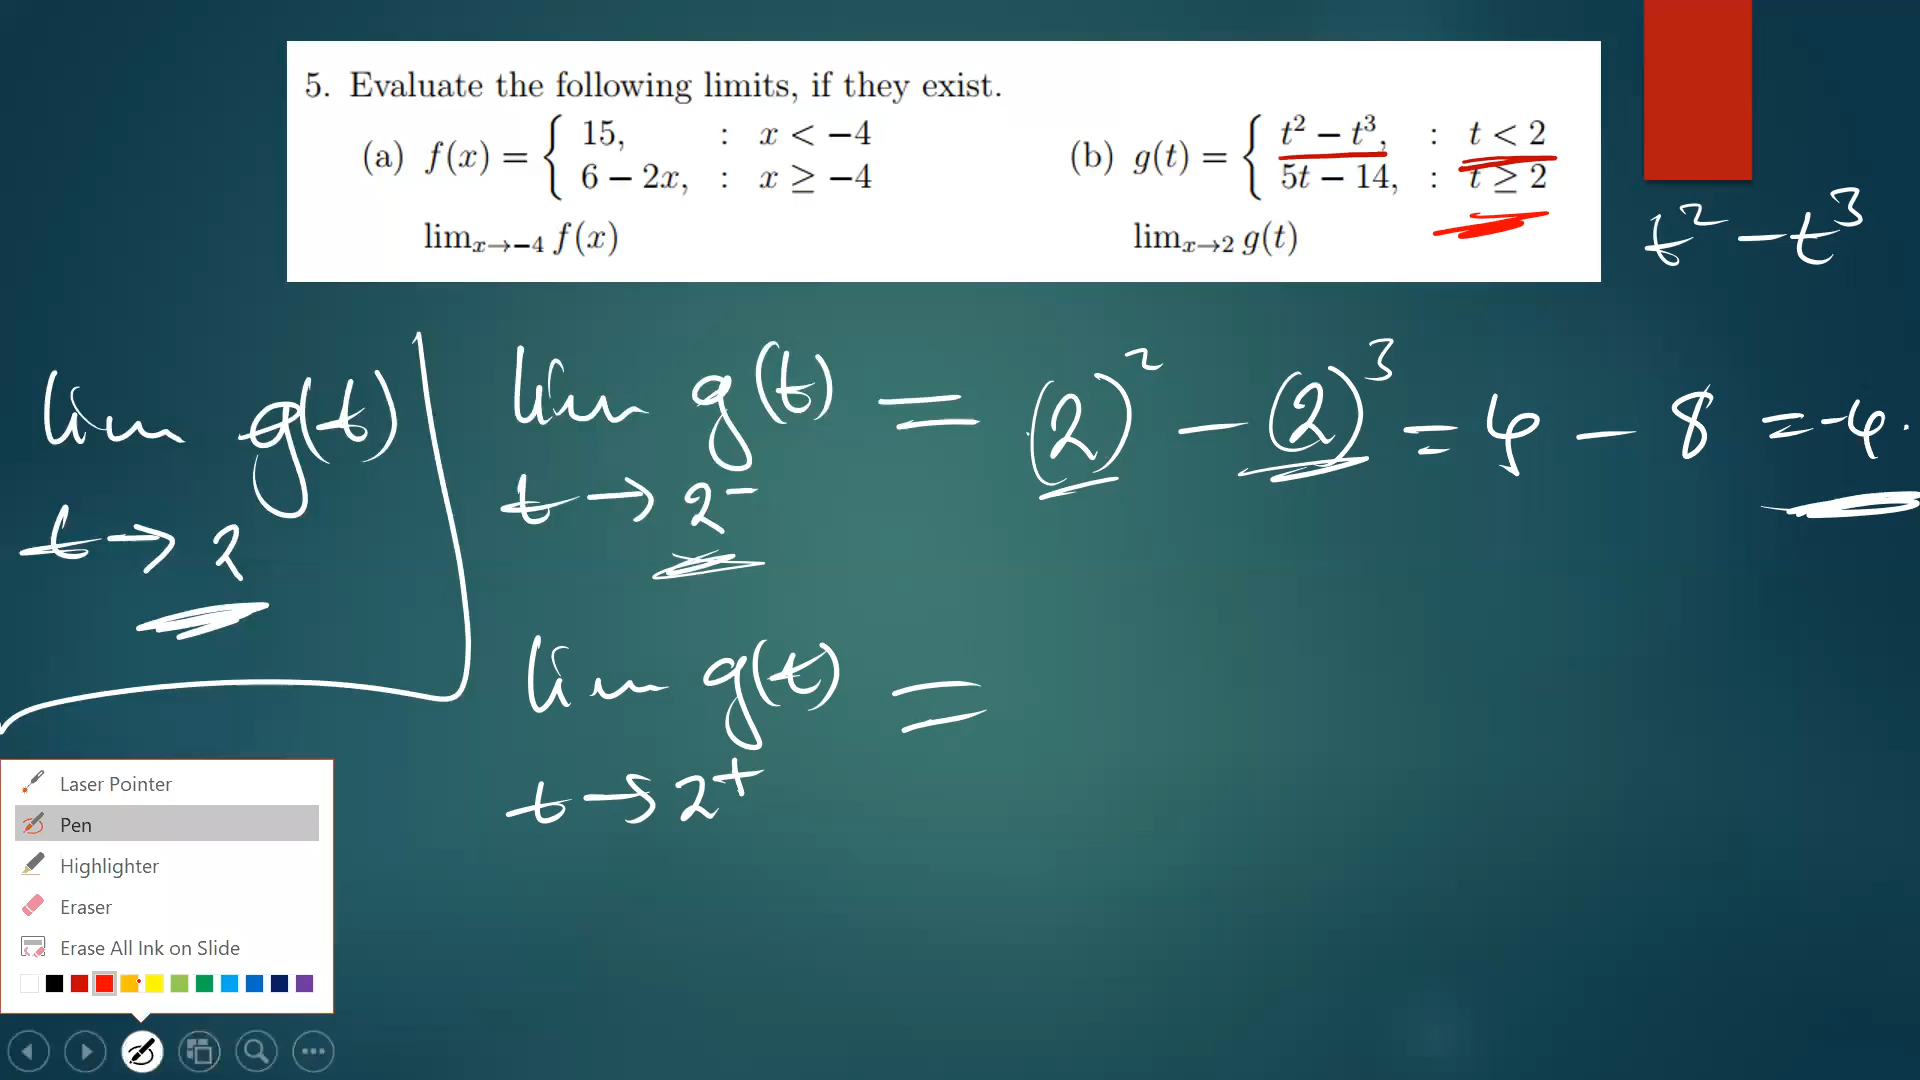 5. Evaluate the following limits, if they exist.
(a) f(x) = { 15, : x < −4
6 − 2x, : x ≥ −4
lim_{x→−4} f(x)
(b) g(t) = { t² − t³, : t < 2
5t − 14, : t ≥ 2
lim_{x→2} g(t)
t² − t³
lim g(t)
t → 2
lim g(t) = (2)² − (2)³ = 4 − 8 = −4.
t → 2⁻
lim g(t) =
t → 2⁺
Laser Pointer
Pen
Highlighter
Eraser
Erase All Ink on Slide